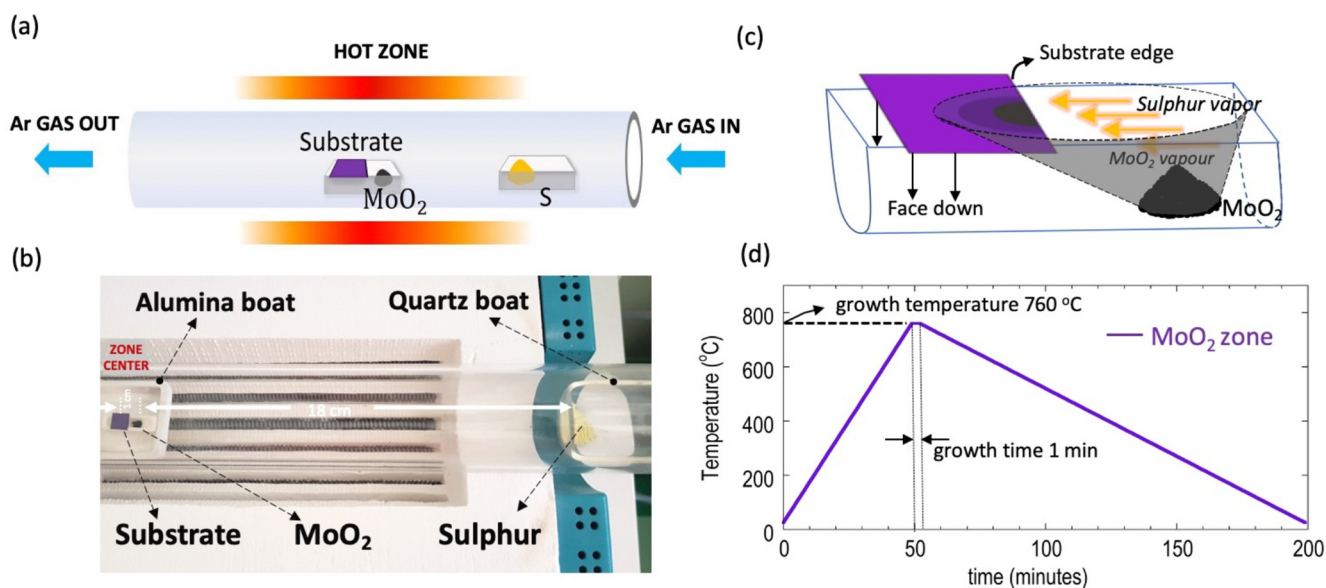 (a)
HOT ZONE
Ar GAS OUT
Ar GAS IN
Substrate
MoO₂
S
(b)
Alumina boat
Quartz boat
ZONE
CENTER
18 cm
Substrate
MoO₂
Sulphur
(c)
Substrate edge
Sulphur vapor
MoO₂ vapour
Face down
MoO₂
(d)
growth temperature 760 °C
MoO₂ zone
growth time 1 min
Temperature (°C)
800
600
400
200
0
0 50 100 150 200
time (minutes)